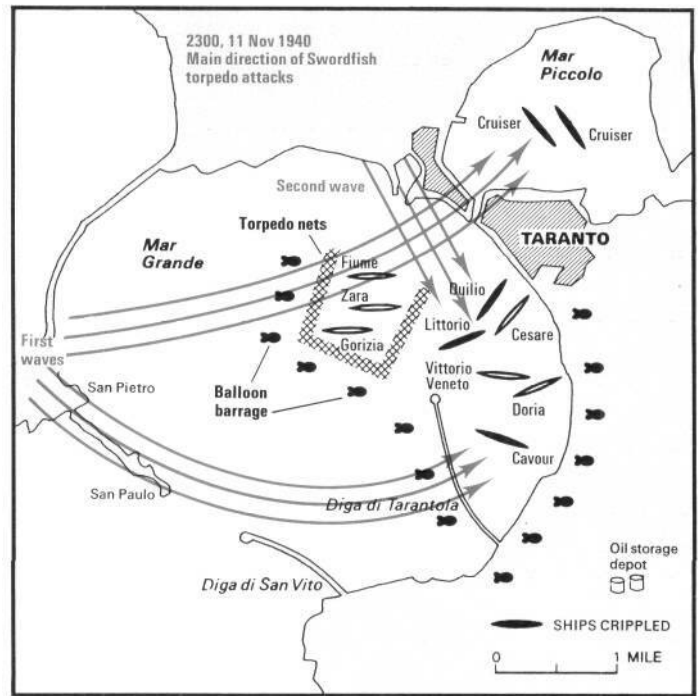 2300, 11 Nov 1940
Main direction of Swordfish
torpedo attacks
Mar
Piccolo
Cruiser
Cruiser
Second wave
Torpedo nets
TARANTO
Mar
Grande
Fiume
Zara
Gorizia
Duilio
Littorio
Cesare
First
waves
San Pietro
Balloon
barrage
Vittorio
Veneto
Doria
Cavour
San Paulo
Diga di Tarantola
Diga di San Vito
Oil storage
depot
SHIPS CRIPPLED
0 1 MILE